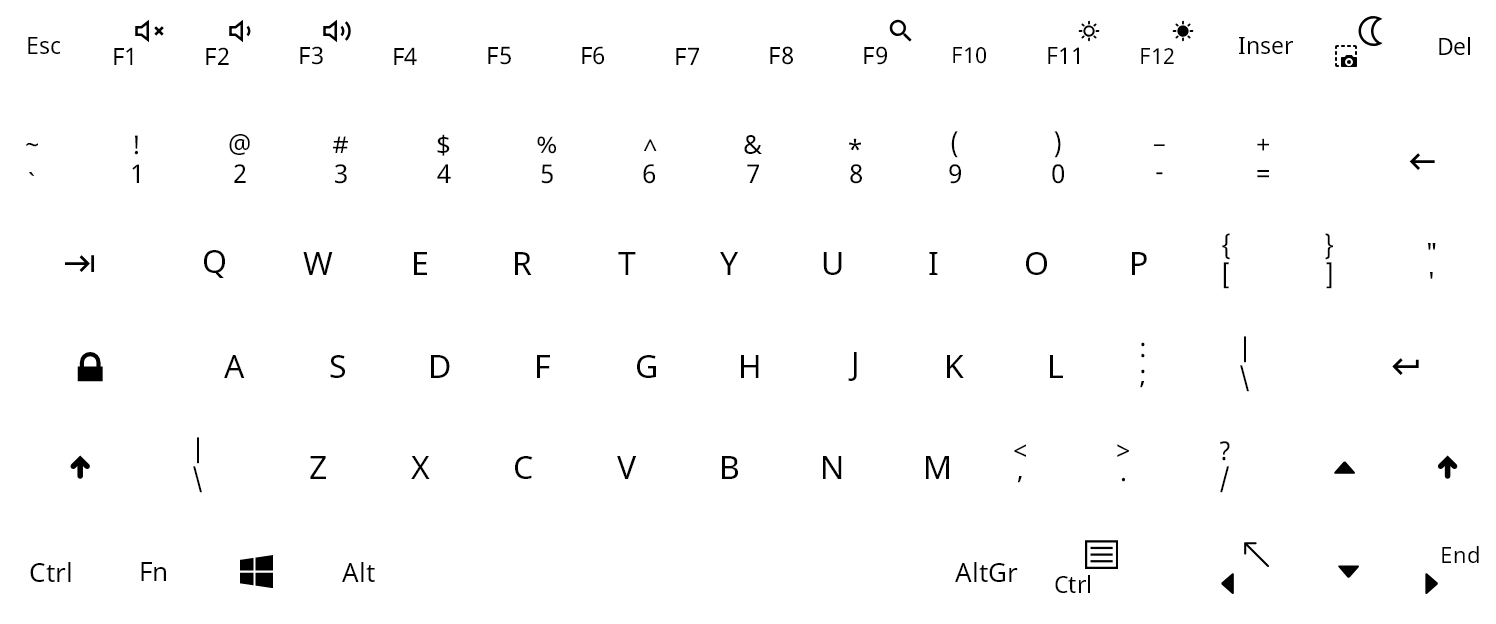 Esc F1 F2 F3 F4 F5 F6 F7 F8 F9 F10 F11 F12 Inser Del
~ ! @ # $ % ^ & * ( ) _ +
` 1 2 3 4 5 6 7 8 9 0 - =
Q W E R T Y U I O P { } "
[ ] '
A S D F G H J K L : |
; \
| Z X C V B N M < > ?
\ , . /
Ctrl Fn Alt AltGr Ctrl End